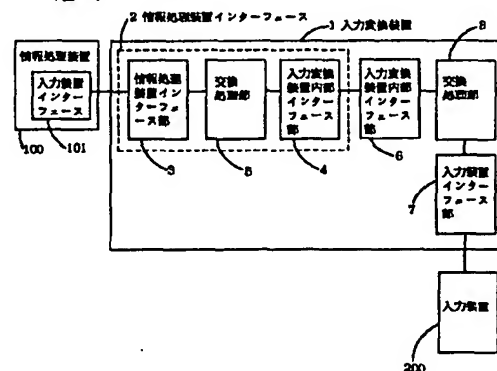 2 情報処理装置インターフェース
1 入力変換装置
8
情報処理装置
入力装置
インター
フェース
101
100
情報処理
装置インタ
ーフェース
部
3
交換
処理部
5
入力変換
装置内部
インターフ
ェース部
4
入力変換
装置内部イ
ンターフェ
ース部
6
交換
処理部
入力装置
インターフ
ェース
部
7
入力装置
200